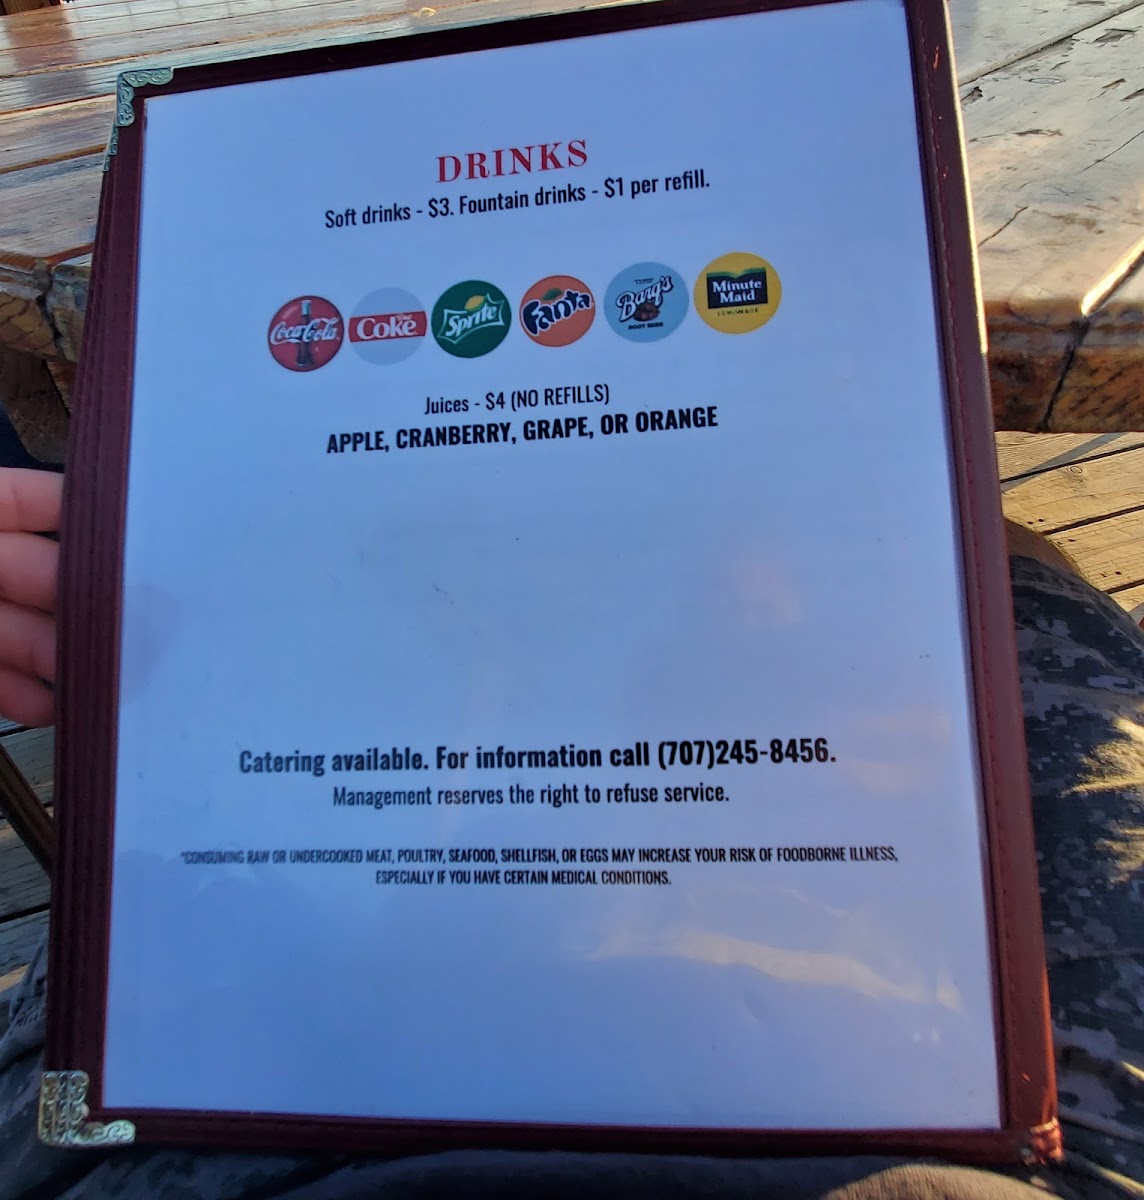 DRINKS
Soft drinks - $3. Fountain drinks - $1 per refill.
Coca-Cola Diet Coke Sprite Fanta Barq's ROOT BEER Minute Maid LEMONADE
Juices - $4 (NO REFILLS)
APPLE, CRANBERRY, GRAPE, OR ORANGE
Catering available. For information call (707)245-8456.
Management reserves the right to refuse service.
*CONSUMING RAW OR UNDERCOOKED MEAT, POULTRY, SEAFOOD, SHELLFISH, OR EGGS MAY INCREASE YOUR RISK OF FOODBORNE ILLNESS,
ESPECIALLY IF YOU HAVE CERTAIN MEDICAL CONDITIONS.